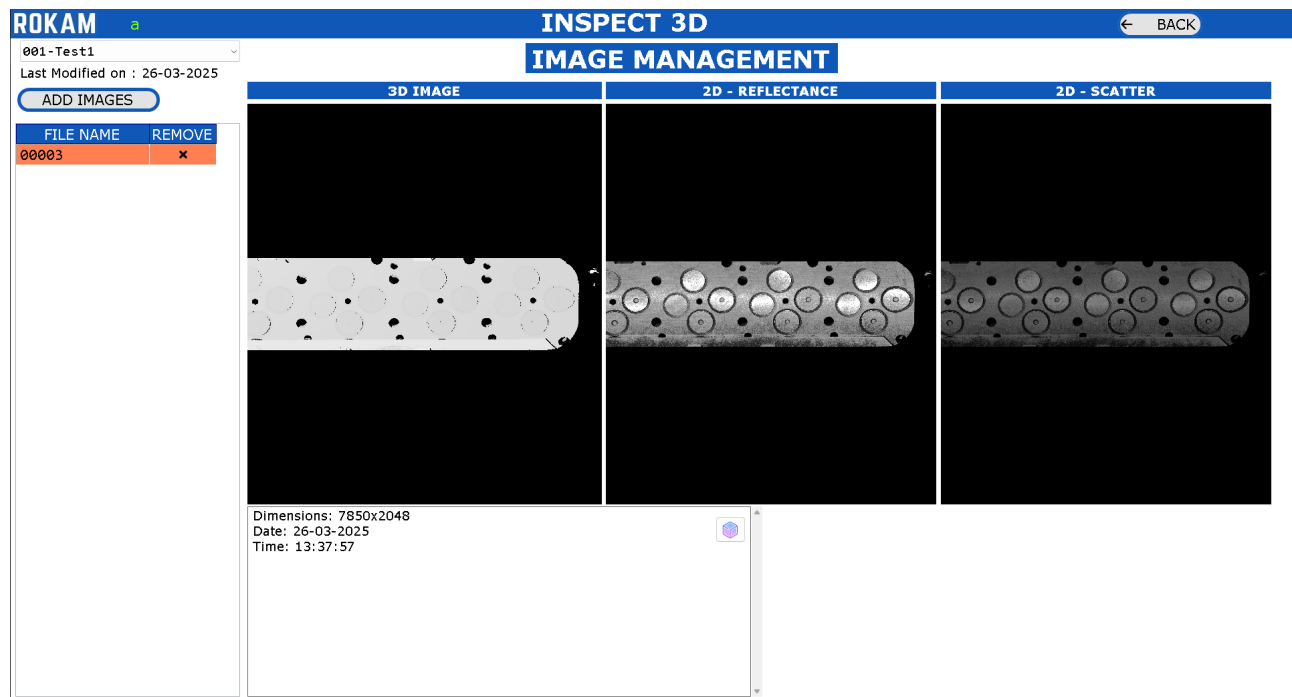 ROKAM a INSPECT 3D ← BACK
001-Test1
IMAGE MANAGEMENT
Last Modified on : 26-03-2025
ADD IMAGES
3D IMAGE 2D - REFLECTANCE 2D - SCATTER
FILE NAME REMOVE
00003 ×
Dimensions: 7850x2048
Date: 26-03-2025
Time: 13:37:57